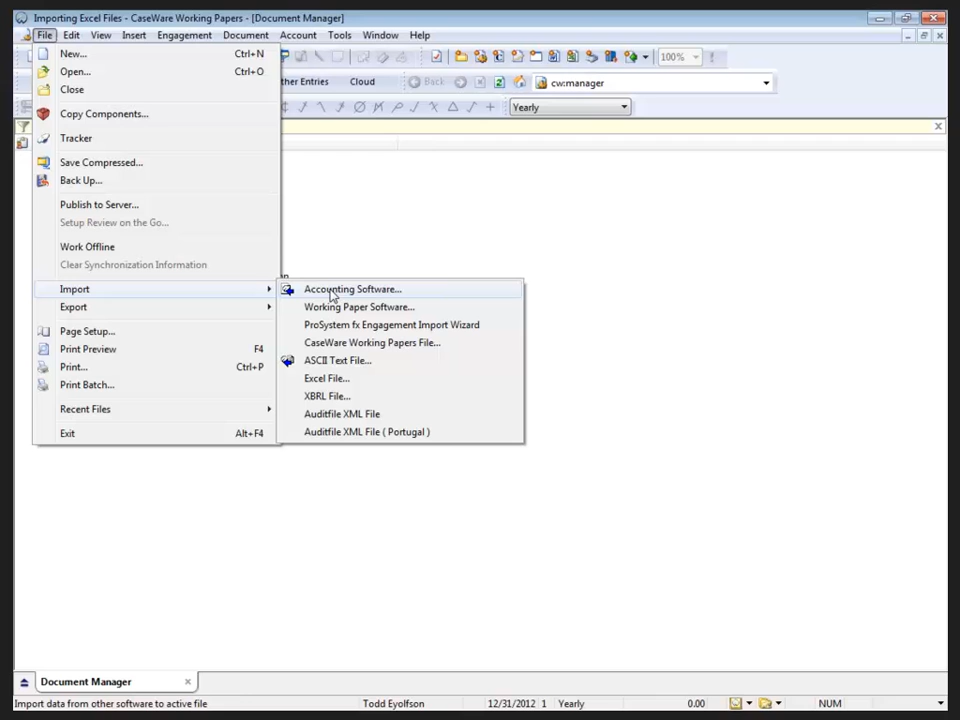 Importing Excel Files - CaseWare Working Papers - [Document Manager]
File Edit View Insert Engagement Document Account Tools Window Help
100%
ther Entries Cloud Back cw:manager
Yearly
New... Ctrl+N
Open... Ctrl+O
Close
Copy Components...
Tracker
Save Compressed...
Back Up...
Publish to Server...
Setup Review on the Go...
Work Offline
Clear Synchronization Information
Import
Export
Page Setup...
Print Preview F4
Print... Ctrl+P
Print Batch...
Recent Files
Exit Alt+F4
Accounting Software...
Working Paper Software...
ProSystem fx Engagement Import Wizard
CaseWare Working Papers File...
ASCII Text File...
Excel File...
XBRL File...
Auditfile XML File
Auditfile XML File ( Portugal )
Document Manager
Import data from other software to active file Todd Eyolfson 12/31/2012 1 Yearly 0.00 NUM